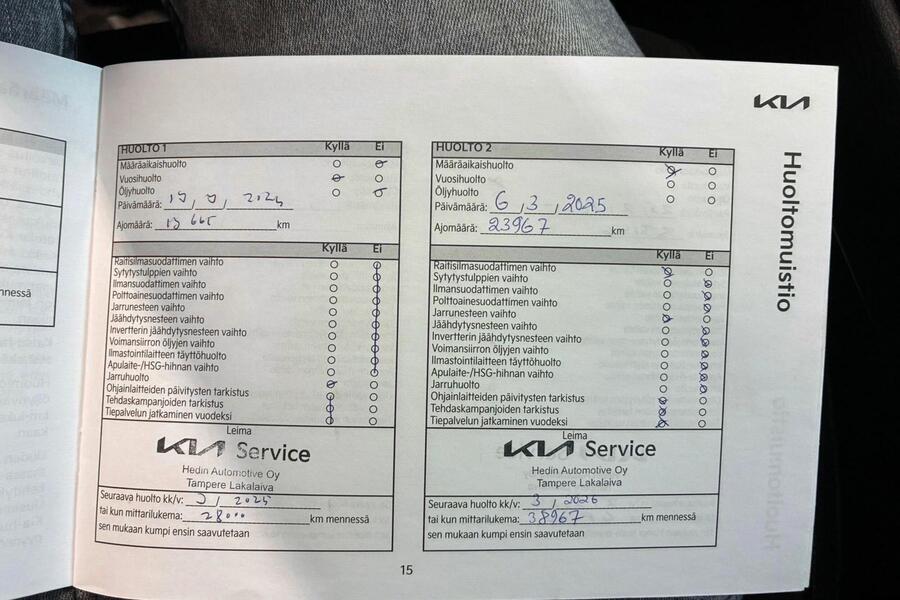 KIA
Huoltomuistio
HUOLTO 1 Kyllä Ei
Määräaikaishuolto
Vuosihuolto
Öljyhuolto
Päivämäärä:
Ajomäärä: km
Kyllä Ei
Raitisilmasuodattimen vaihto
Sytytystulppien vaihto
Ilmansuodattimen vaihto
Polttoainesuodattimen vaihto
Jarrunesteen vaihto
Jäähdytysnesteen vaihto
Invertterin jäähdytysnesteen vaihto
Voimansiirron öljyjen vaihto
Ilmastointilaitteen täyttöhuolto
Apulaite-/HSG-hihnan vaihto
Jarruhuolto
Ohjainlaitteiden päivitysten tarkistus
Tehdaskampanjoiden tarkistus
Tiepalvelun jatkaminen vuodeksi
Leima
KIA Service
Hedin Automotive Oy
Tampere Lakalaiva
Seuraava huolto kk/v: 3 / 2025
tai kun mittarilukema: 28000 km mennessä
sen mukaan kumpi ensin saavutetaan
HUOLTO 2 Kyllä Ei
Määräaikaishuolto
Vuosihuolto
Öljyhuolto
Päivämäärä: 6 / 3 / 2025
Ajomäärä: 23967 km
Kyllä Ei
Raitisilmasuodattimen vaihto
Sytytystulppien vaihto
Ilmansuodattimen vaihto
Polttoainesuodattimen vaihto
Jarrunesteen vaihto
Jäähdytysnesteen vaihto
Invertterin jäähdytysnesteen vaihto
Voimansiirron öljyjen vaihto
Ilmastointilaitteen täyttöhuolto
Apulaite-/HSG-hihnan vaihto
Jarruhuolto
Ohjainlaitteiden päivitysten tarkistus
Tehdaskampanjoiden tarkistus
Tiepalvelun jatkaminen vuodeksi
Leima
KIA Service
Hedin Automotive Oy
Tampere Lakalaiva
Seuraava huolto kk/v: 3 / 2026
tai kun mittarilukema: 38967 km mennessä
sen mukaan kumpi ensin saavutetaan
15